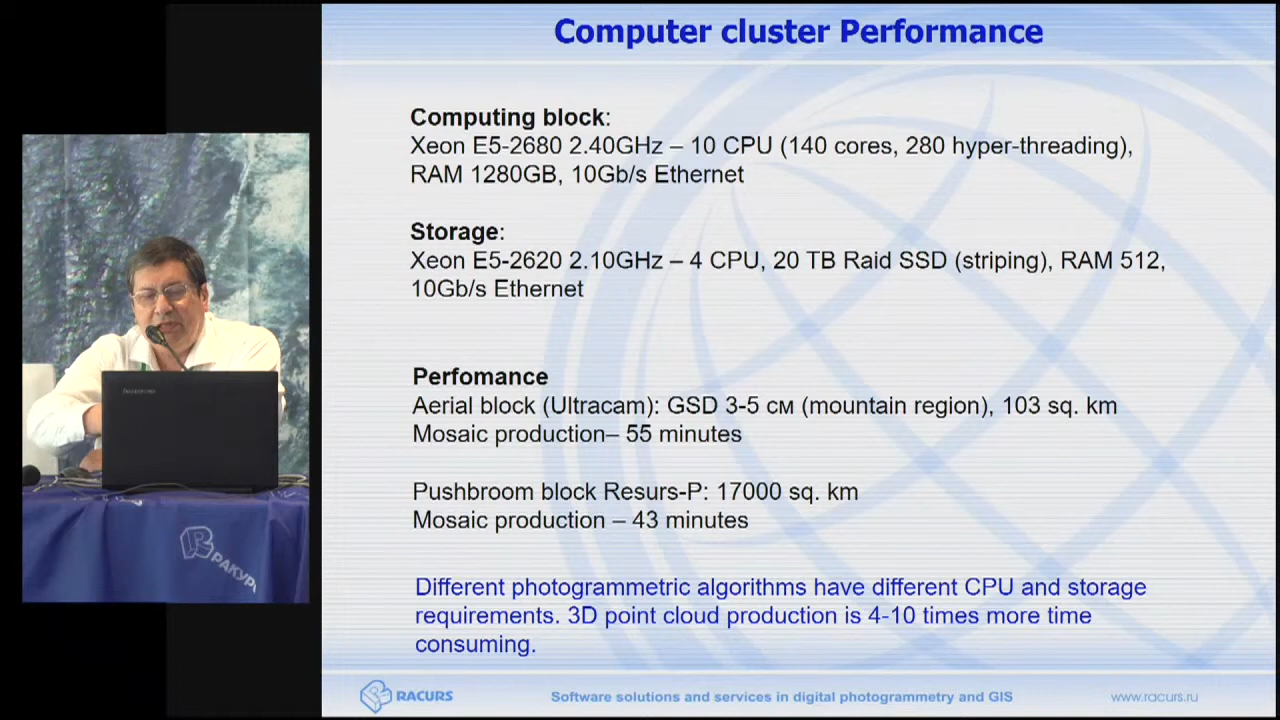 Computer cluster Performance
Computing block:
Xeon E5-2680 2.40GHz – 10 CPU (140 cores, 280 hyper-threading),
RAM 1280GB, 10Gb/s Ethernet
Storage:
Xeon E5-2620 2.10GHz – 4 CPU, 20 TB Raid SSD (striping), RAM 512,
10Gb/s Ethernet
Perfomance
Aerial block (Ultracam): GSD 3-5 см (mountain region), 103 sq. km
Mosaic production– 55 minutes
Pushbroom block Resurs-P: 17000 sq. km
Mosaic production – 43 minutes
Different photogrammetric algorithms have different CPU and storage
requirements. 3D point cloud production is 4-10 times more time
consuming.
RACURS
Software solutions and services in digital photogrammetry and GIS
www.racurs.ru
РАКУРС